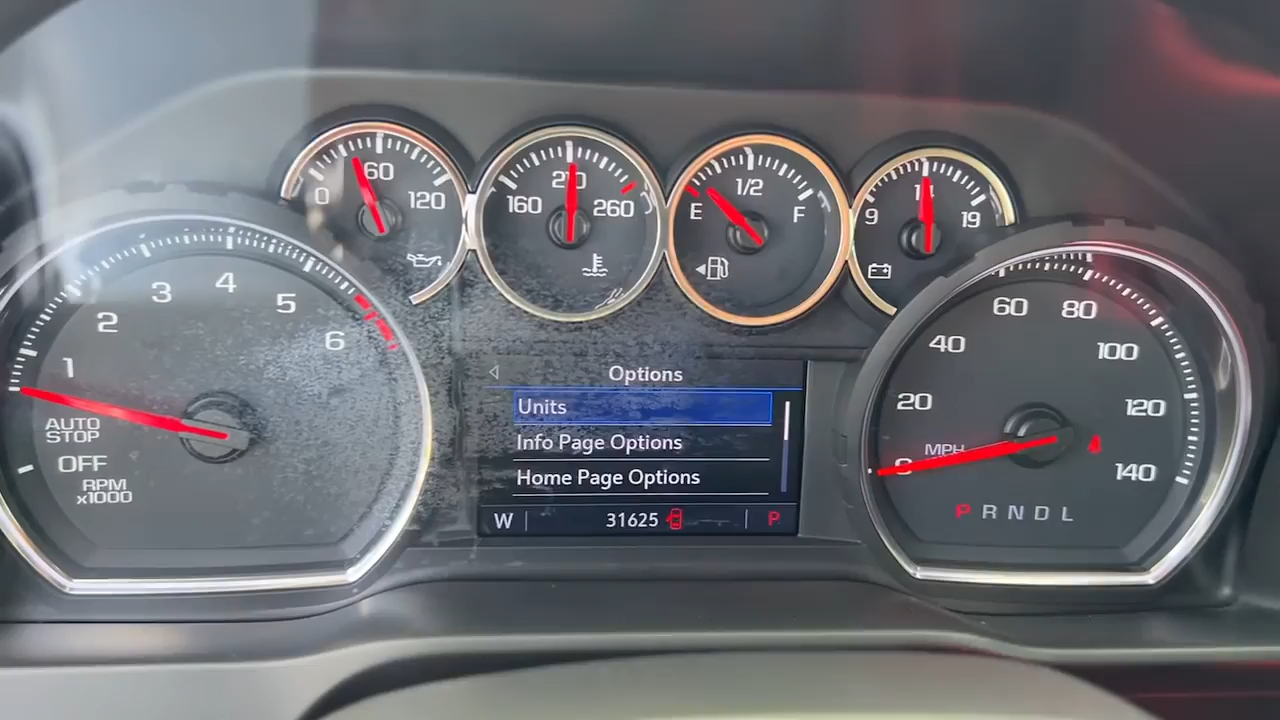 0 60 120
160 210 260
E 1/2 F
9 19
1 2 3 4 5 6
AUTO
STOP
OFF
RPM
x1000
Options
Units
Info Page Options
Home Page Options
W 31625 P
0 20 40 60 80 100 120 140
MPH
P R N D L